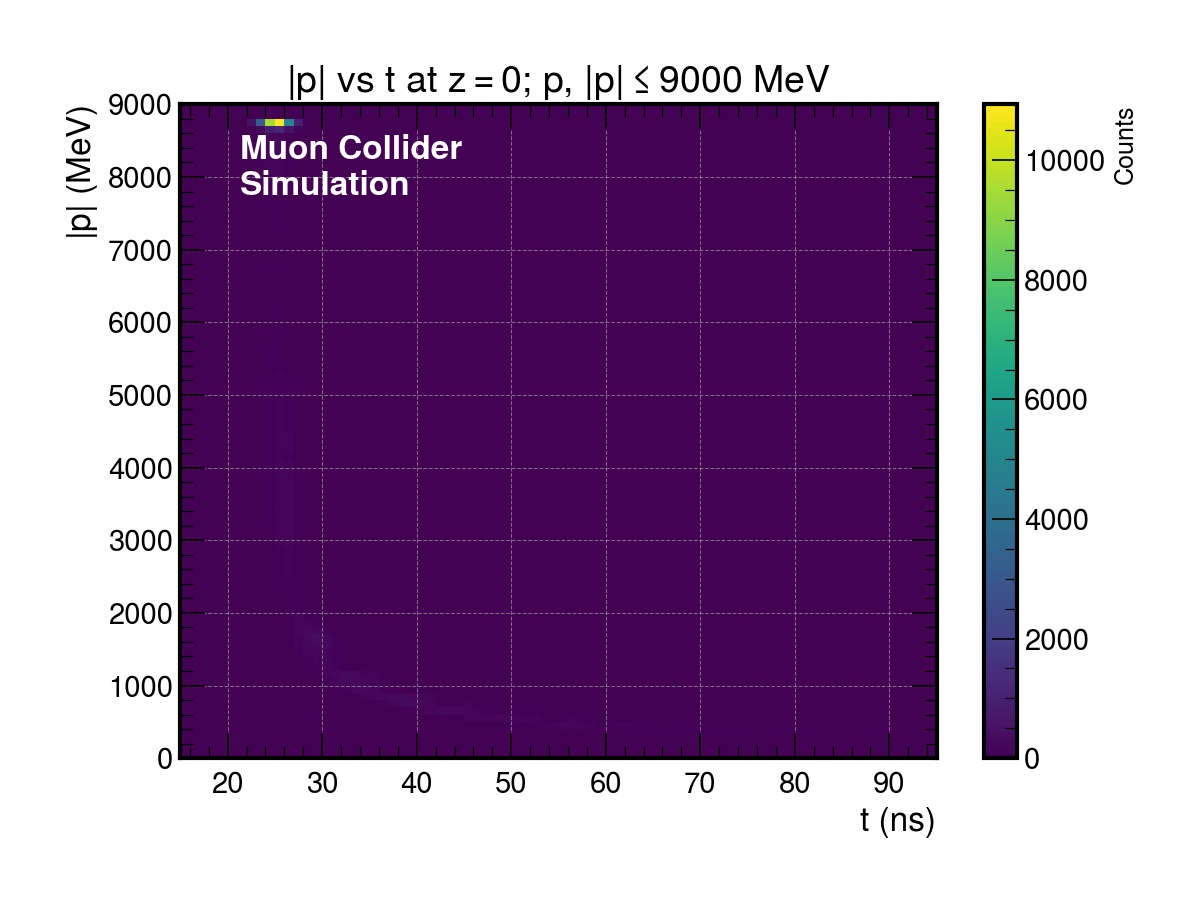 |p| vs t at z = 0; p, |p| ≤ 9000 MeV
|p| (MeV)
9000
8000
7000
6000
5000
4000
3000
2000
1000
0
Muon Collider
Simulation
20 30 40 50 60 70 80 90
t (ns)
10000
8000
6000
4000
2000
0
Counts